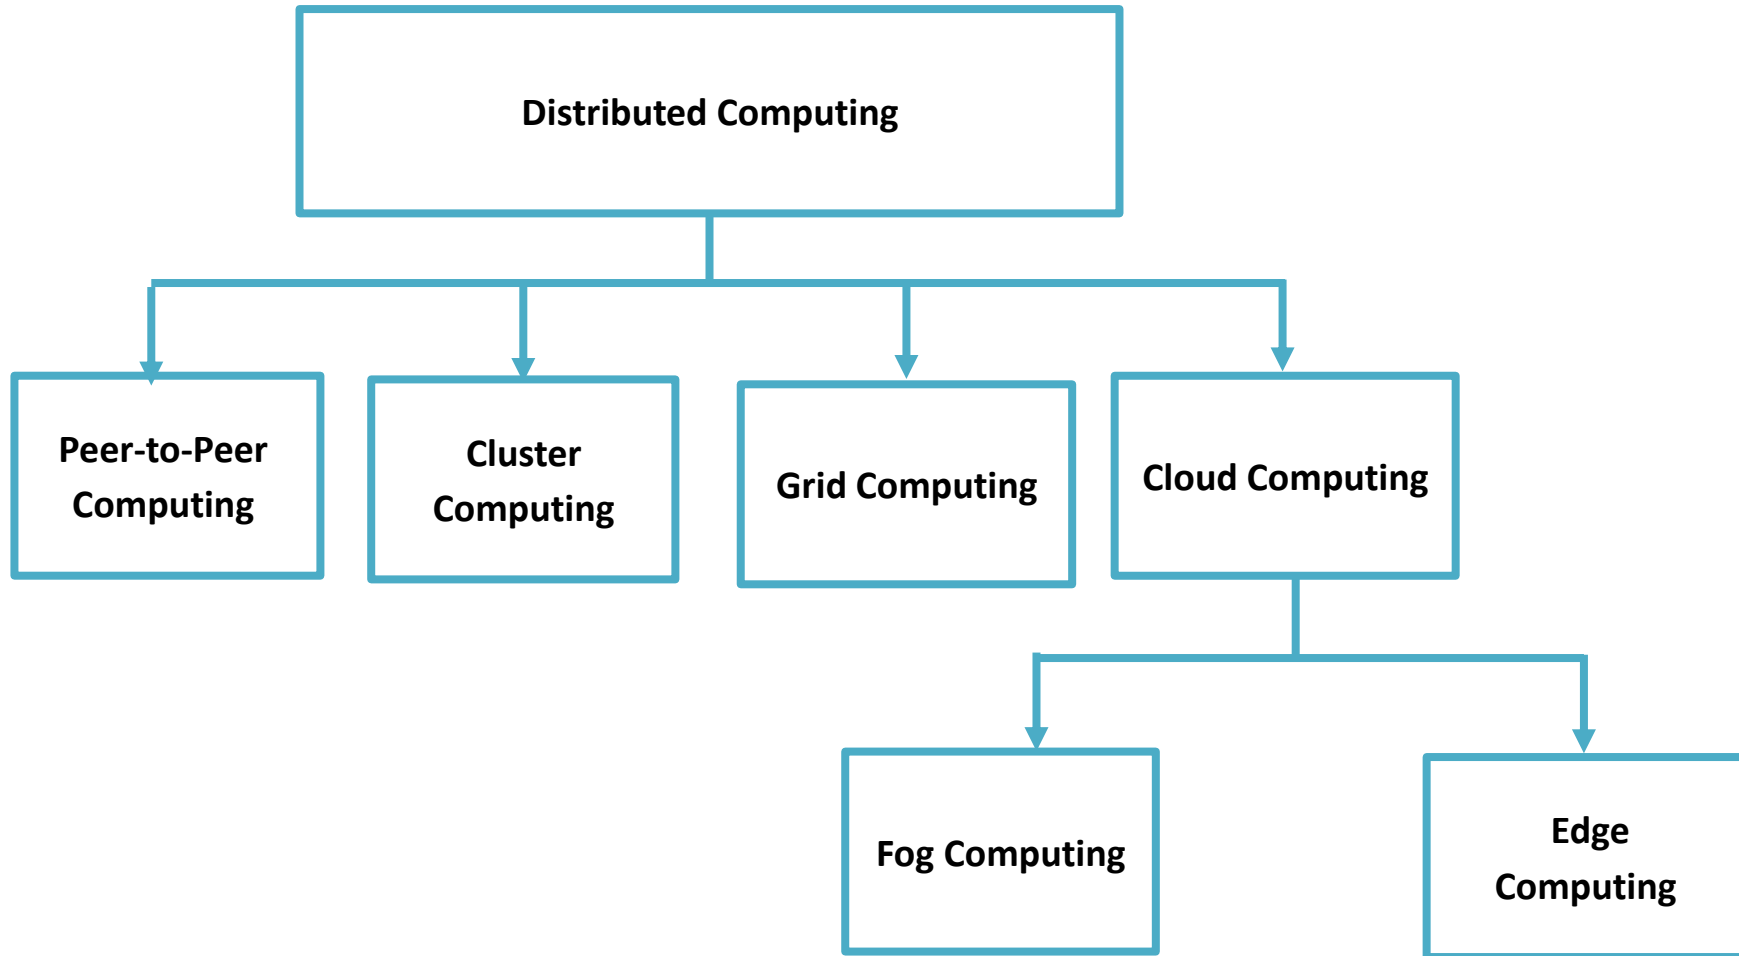 Distributed Computing
Peer-to-Peer
Computing
Cluster
Computing
Grid Computing
Cloud Computing
Fog Computing
Edge
Computing